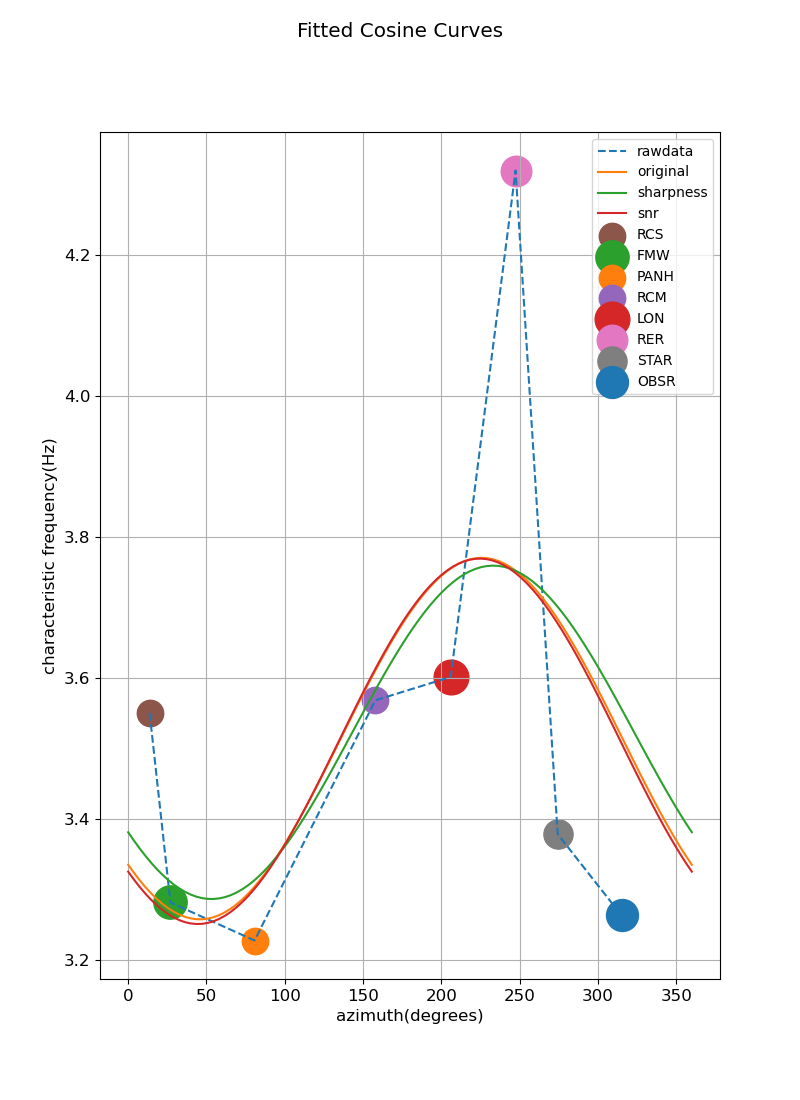 Fitted Cosine Curves
rawdata
original
sharpness
snr
RCS
FMW
PANH
RCM
LON
RER
STAR
OBSR
characteristic frequency(Hz)
4.2
4.0
3.8
3.6
3.4
3.2
0 50 100 150 200 250 300 350
azimuth(degrees)